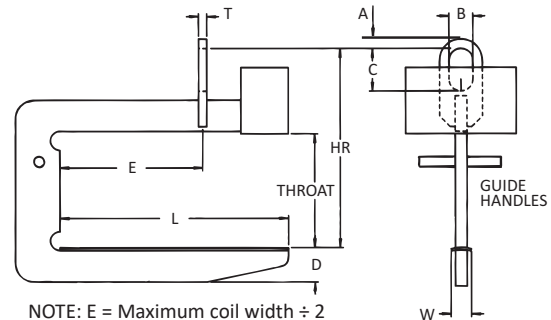 T
A
B
C
HR
E
THROAT
L
D
W
GUIDE
HANDLES
NOTE: E = Maximum coil width ÷ 2